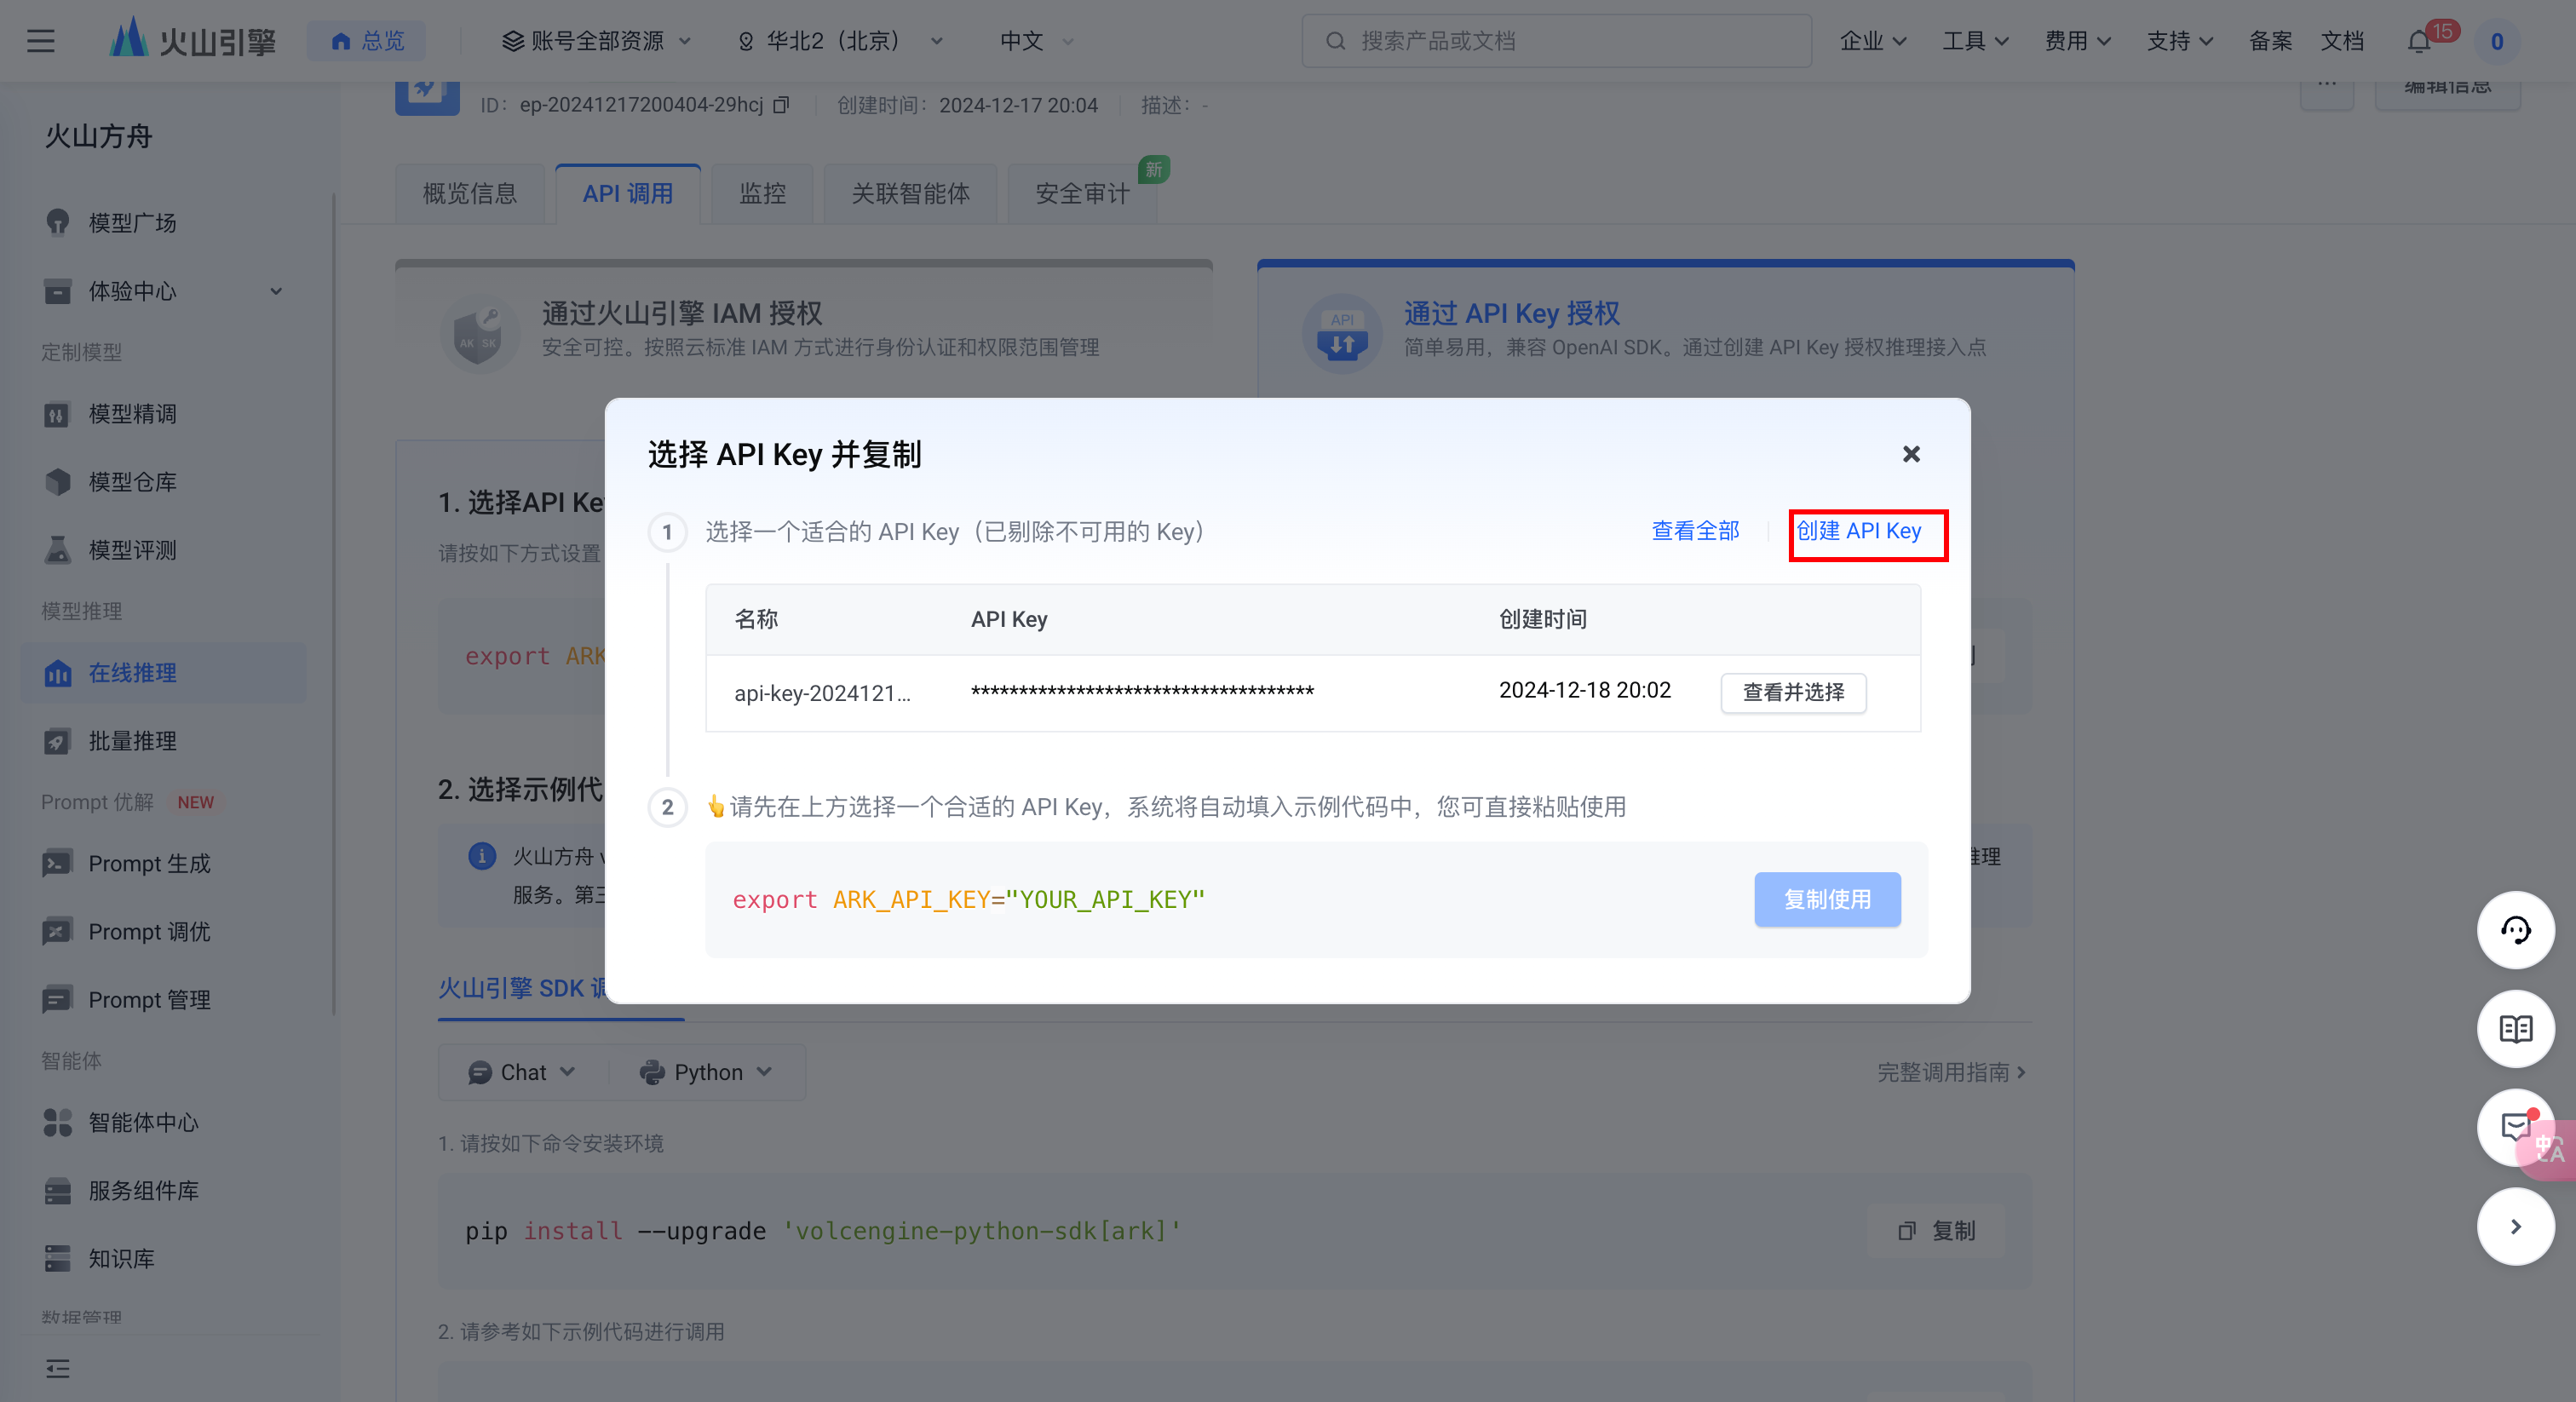 火山引擎
总览
账号全部资源
华北2（北京）
中文
搜索产品或文档
企业
工具
费用
支持
备案
文档
15
0
火山方舟
模型广场
体验中心
定制模型
模型精调
模型仓库
模型评测
模型推理
在线推理
批量推理
Prompt 优解 NEW
Prompt 生成
Prompt 调优
Prompt 管理
智能体
智能体中心
服务组件库
知识库
数据管理
ID： ep-20241217200404-29hcj
创建时间： 2024-12-17 20:04
描述： -
编辑信息
概览信息
API 调用
监控
关联智能体
安全审计
新
AK SK
通过火山引擎 IAM 授权
安全可控。按照云标准 IAM 方式进行身份认证和权限范围管理
API
通过 API Key 授权
简单易用，兼容 OpenAI SDK。通过创建 API Key 授权推理接入点
1. 选择API Ke
请按如下方式设置
export ARK
2. 选择示例代
火山方舟
服务。第三
推理
火山引擎 SDK 调
选择 API Key 并复制
1
选择一个适合的 API Key（已剔除不可用的 Key）
查看全部
创建 API Key
名称
API Key
创建时间
api-key-2024121...
************************************
2024-12-18 20:02
查看并选择
2
👆请先在上方选择一个合适的 API Key，系统将自动填入示例代码中，您可直接粘贴使用
export ARK_API_KEY="YOUR_API_KEY"
复制使用
Chat
Python
完整调用指南
1. 请按如下命令安装环境
pip install --upgrade 'volcengine-python-sdk[ark]'
复制
2. 请参考如下示例代码进行调用
中A